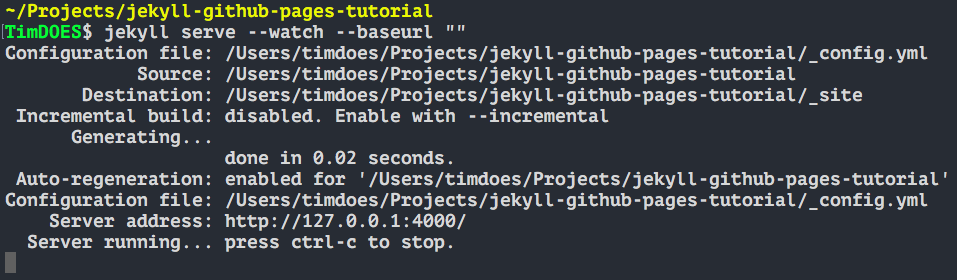 ~/Projects/jekyll-github-pages-tutorial
TimDOES$ jekyll serve --watch --baseurl ""
Configuration file: /Users/timdoes/Projects/jekyll-github-pages-tutorial/_config.yml
Source: /Users/timdoes/Projects/jekyll-github-pages-tutorial
Destination: /Users/timdoes/Projects/jekyll-github-pages-tutorial/_site
Incremental build: disabled. Enable with --incremental
Generating...
done in 0.02 seconds.
Auto-regeneration: enabled for '/Users/timdoes/Projects/jekyll-github-pages-tutorial'
Configuration file: /Users/timdoes/Projects/jekyll-github-pages-tutorial/_config.yml
Server address: http://127.0.0.1:4000/
Server running... press ctrl-c to stop.